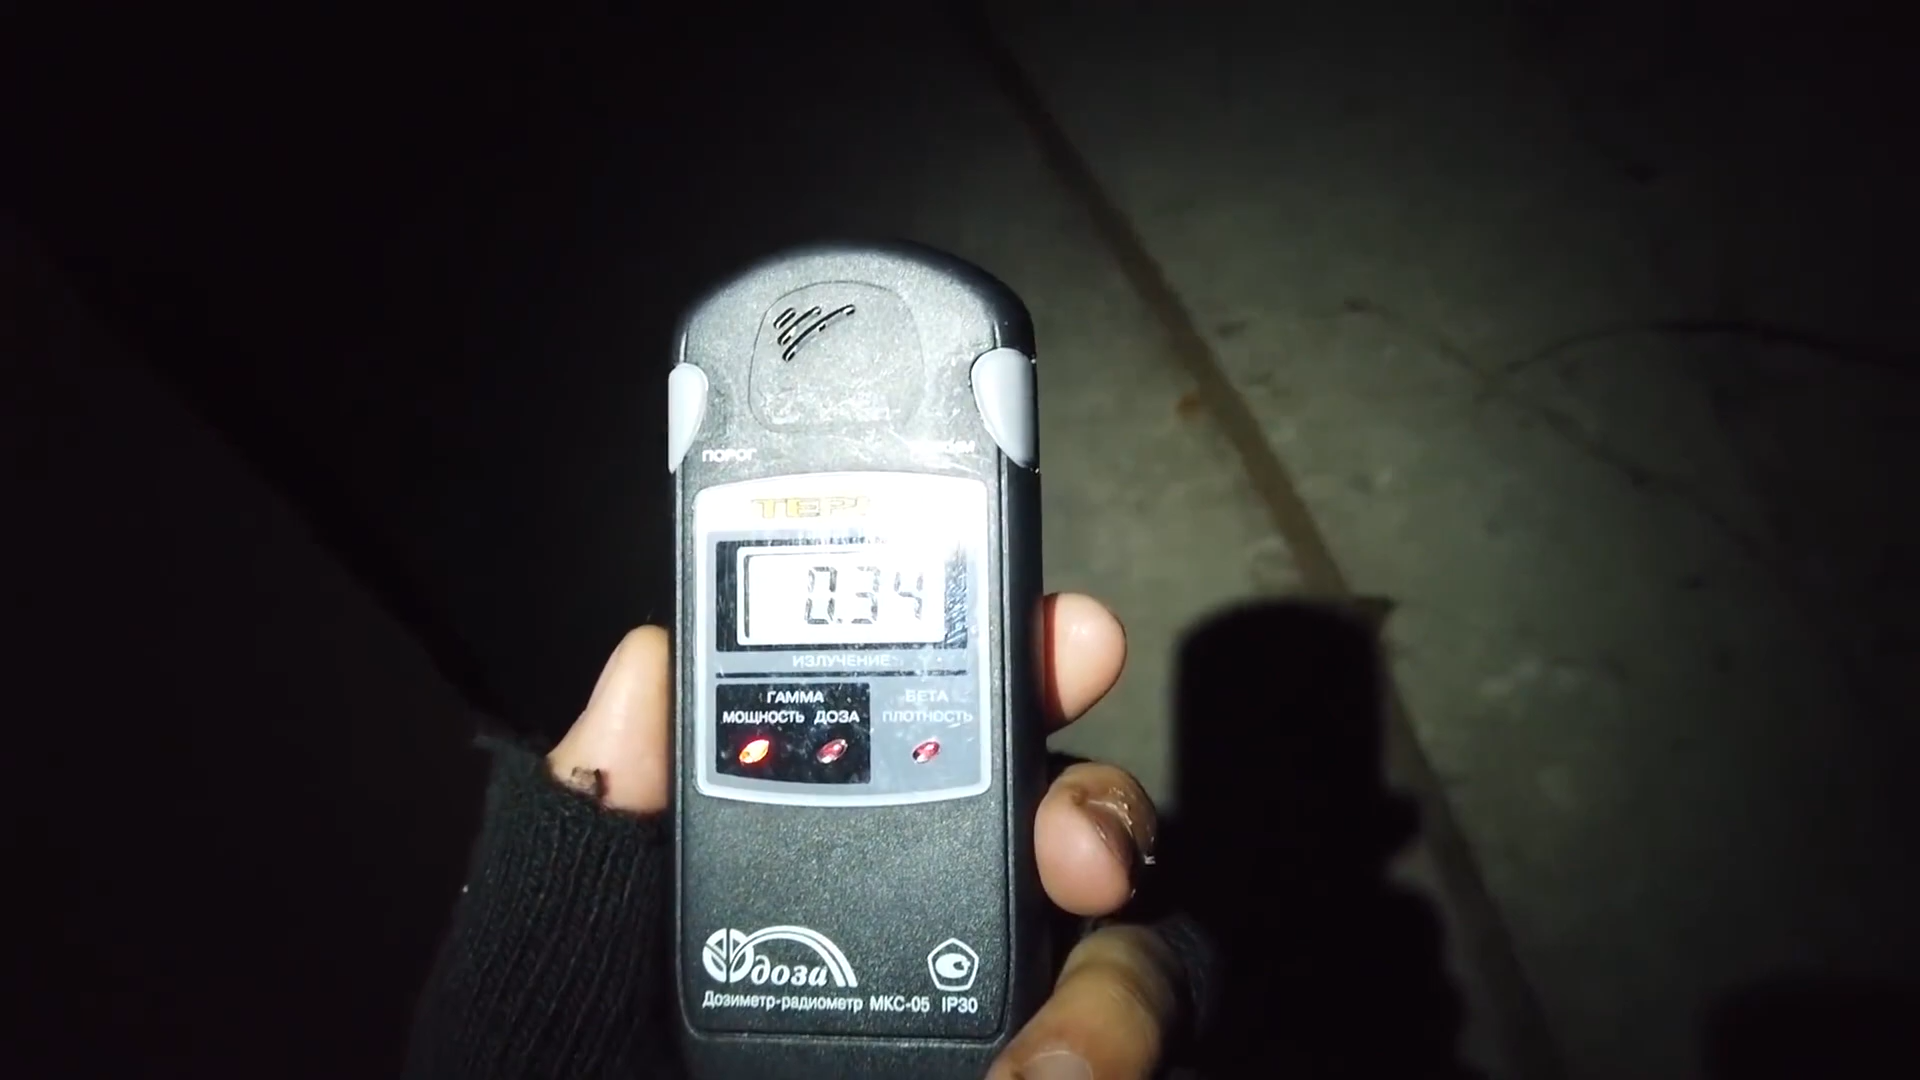 ПОРОГ
0.34
ИЗЛУЧЕНИЕ
ГАММА
БЕТА
МОЩНОСТЬ ДОЗА
ПЛОТНОСТЬ
доза
Дозиметр-радиометр МКС-05 IP30